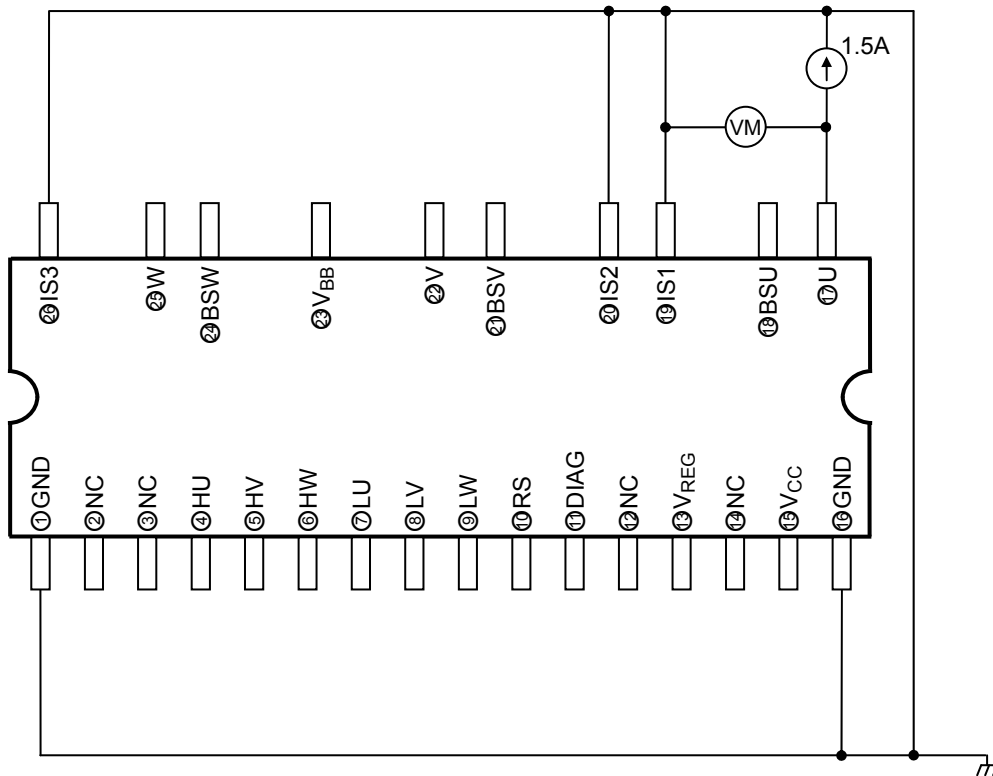 1.5A
VM
㉖IS3
㉕W
㉔BSW
㉓VBB
㉒V
㉑BSV
⑳IS2
⑲IS1
⑱BSU
⑰U
①GND
②NC
③NC
④HU
⑤HV
⑥HW
⑦LU
⑧LV
⑨LW
⑩RS
⑪DIAG
⑫NC
⑬VREG
⑭NC
⑮VCC
⑯GND